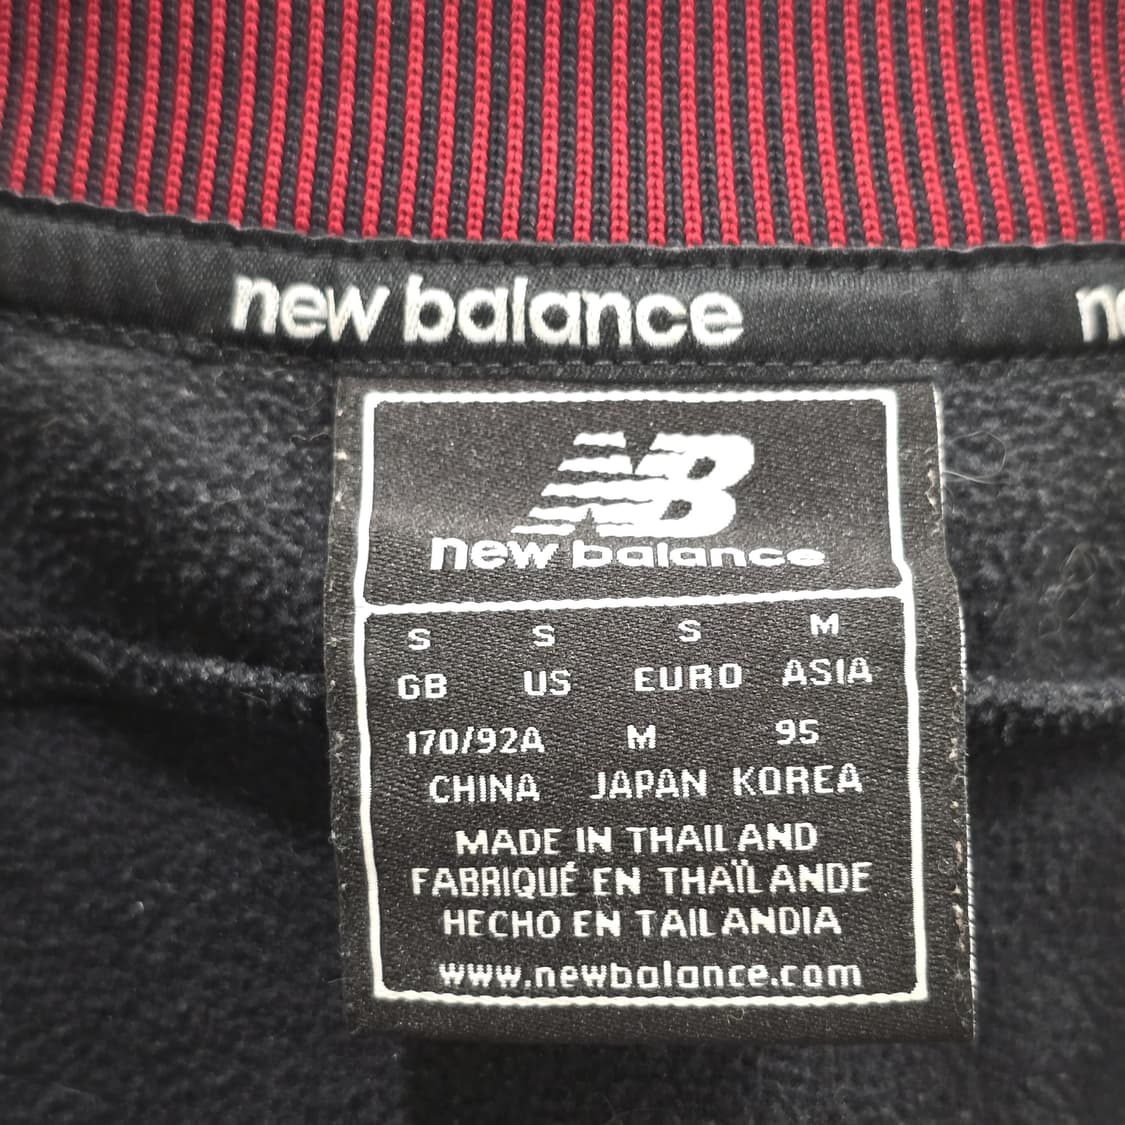 new balance
NB
new balance
S S S M
GB US EURO ASIA
170/92A M 95
CHINA JAPAN KOREA
MADE IN THAILAND
FABRIQUÉ EN THAÏLANDE
HECHO EN TAILANDIA
www.newbalance.com